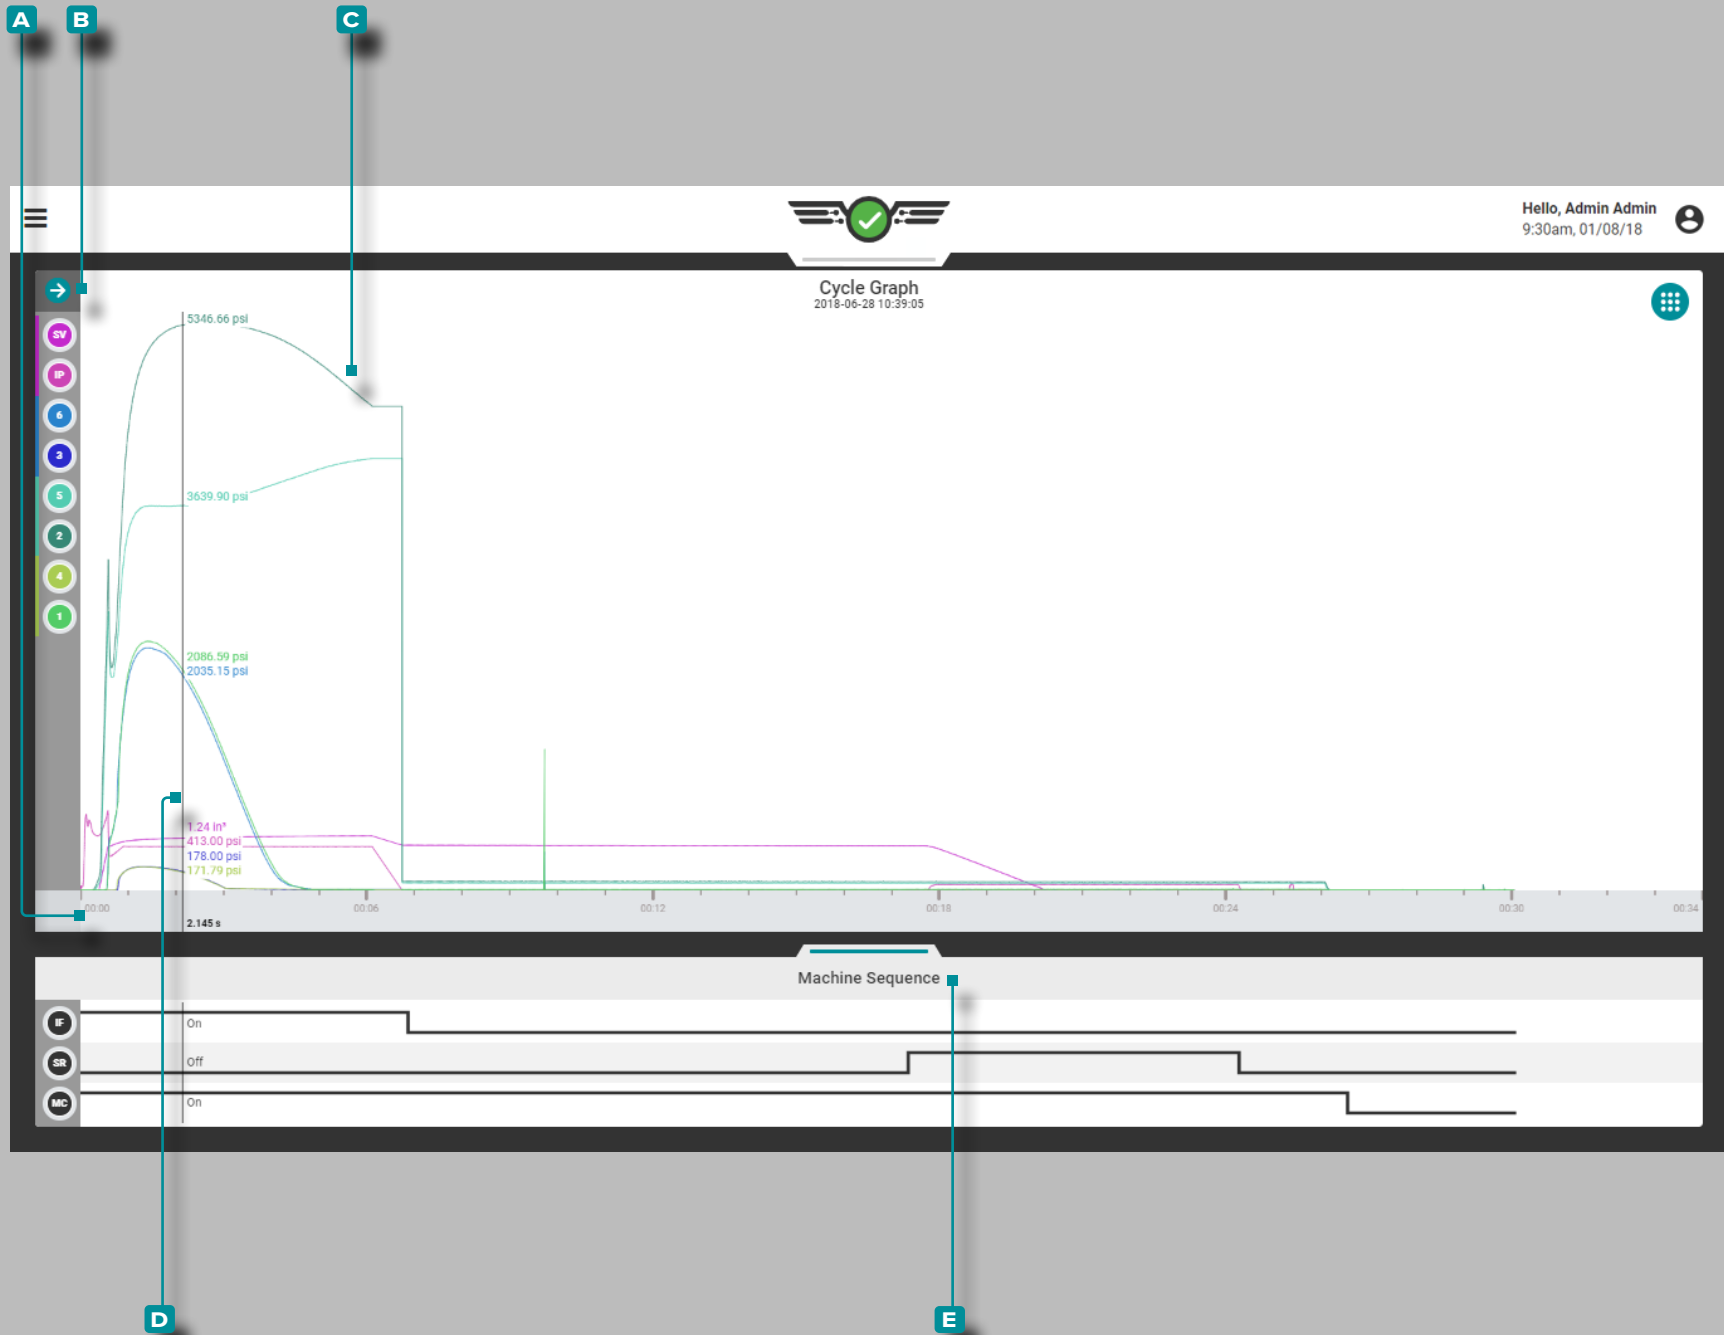 A B C
Hello, Admin Admin
9:30am, 01/08/18
Cycle Graph
2018-06-28 10:39:05
SV
IP
6
3
5
2
4
1
5346.66 psi
3639.90 psi
2086.59 psi
2035.15 psi
1.24 in³
413.00 psi
178.00 psi
171.79 psi
00:00 00:06 00:12 00:18 00:24 00:30 00:34
2.145 s
Machine Sequence
IF On
SR Off
MC On
D E